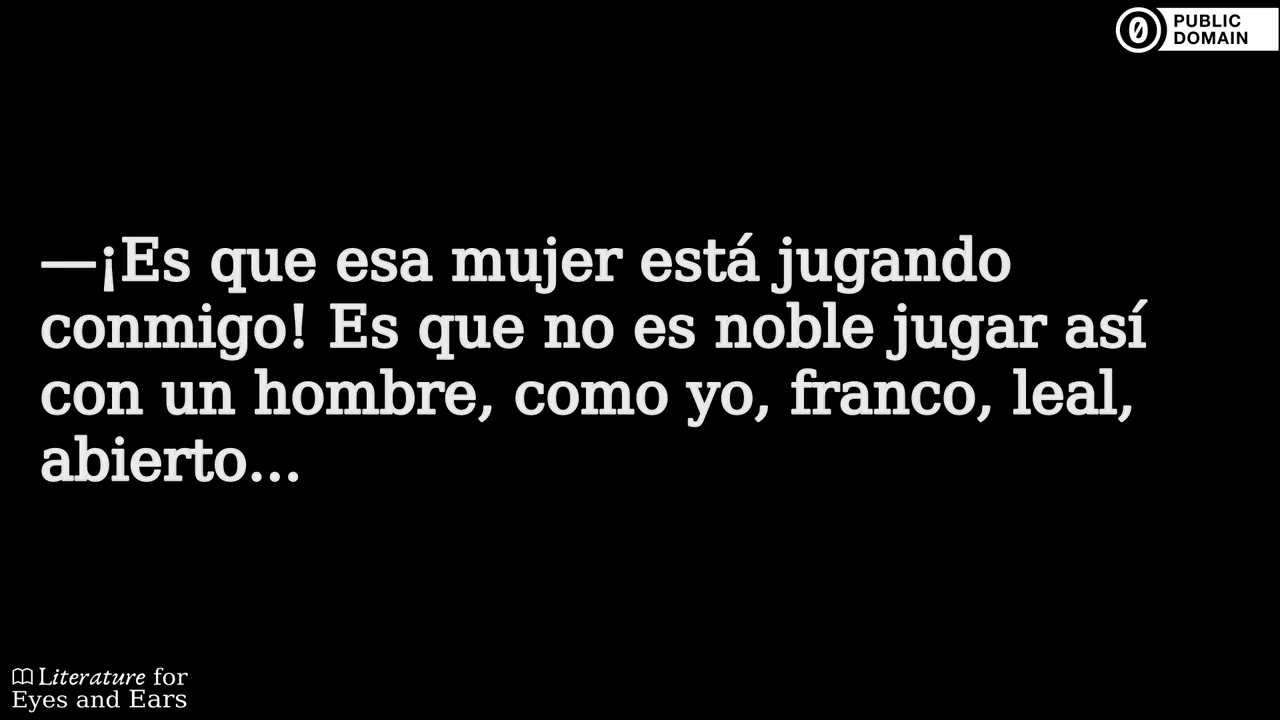 PUBLIC
DOMAIN
—¡Es que esa mujer está jugando
conmigo! Es que no es noble jugar así
con un hombre, como yo, franco, leal,
abierto...
Literature for
Eyes and Ears